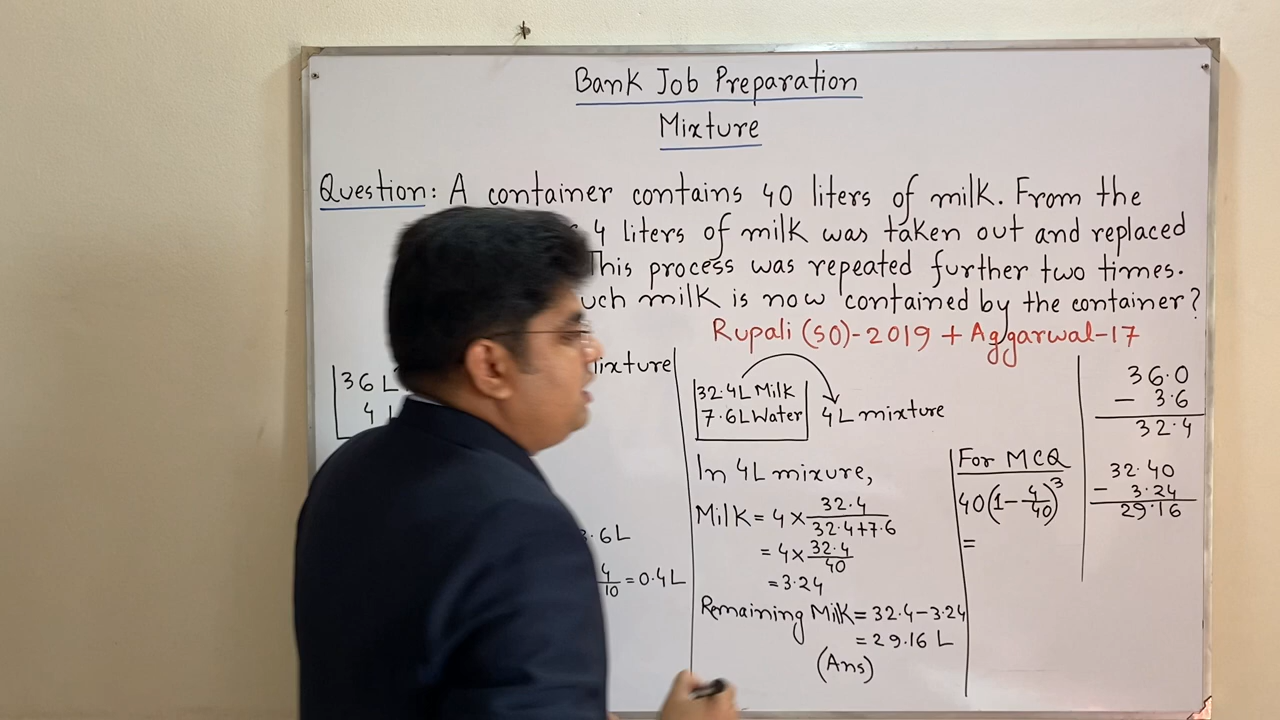 Bank Job Preparation
Mixture
Question: A container contains 40 liters of milk. From the
4 liters of milk was taken out and replaced
This process was repeated further two times.
uch milk is now contained by the container?
Rupali (SO)-2019 + Aggarwal-17
36 L
4 L
ixture
3.6L
4/10 = 0.4L
32.4L Milk
7.6L Water
4L mixture
In 4L mixure,
Milk = 4 × 32.4/32.4+7.6
= 4 × 32.4/40
= 3.24
Remaining Milk = 32.4 - 3.24
= 29.16 L
(Ans)
For MCQ
40(1 - 4/40)³
=
36.0
- 3.6
32.4
32.40
- 3.24
29.16